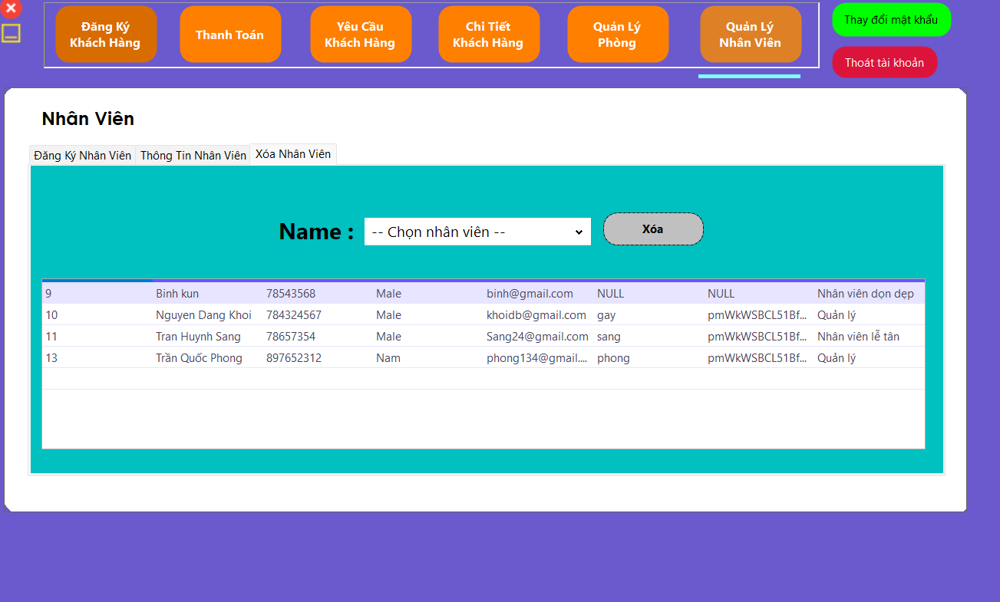 Đăng Ký
Khách Hàng
Thanh Toán
Yêu Cầu
Khách Hàng
Chi Tiết
Khách Hàng
Quản Lý
Phòng
Quản Lý
Nhân Viên
Thay đổi mật khẩu
Thoát tài khoản
Nhân Viên
Đăng Ký Nhân Viên Thông Tin Nhân Viên Xóa Nhân Viên
Name : -- Chọn nhân viên -- Xóa
9 Binh kun 78543568 Male binh@gmail.com NULL NULL Nhân viên dọn dẹp
10 Nguyen Dang Khoi 784324567 Male khoidb@gmail.com gay pmWkWSBCL51Bf... Quản lý
11 Tran Huynh Sang 78657354 Male Sang24@gmail.com sang pmWkWSBCL51Bf... Nhân viên lễ tân
13 Trần Quốc Phong 897652312 Nam phong134@gmail.... phong pmWkWSBCL51Bf... Quản lý